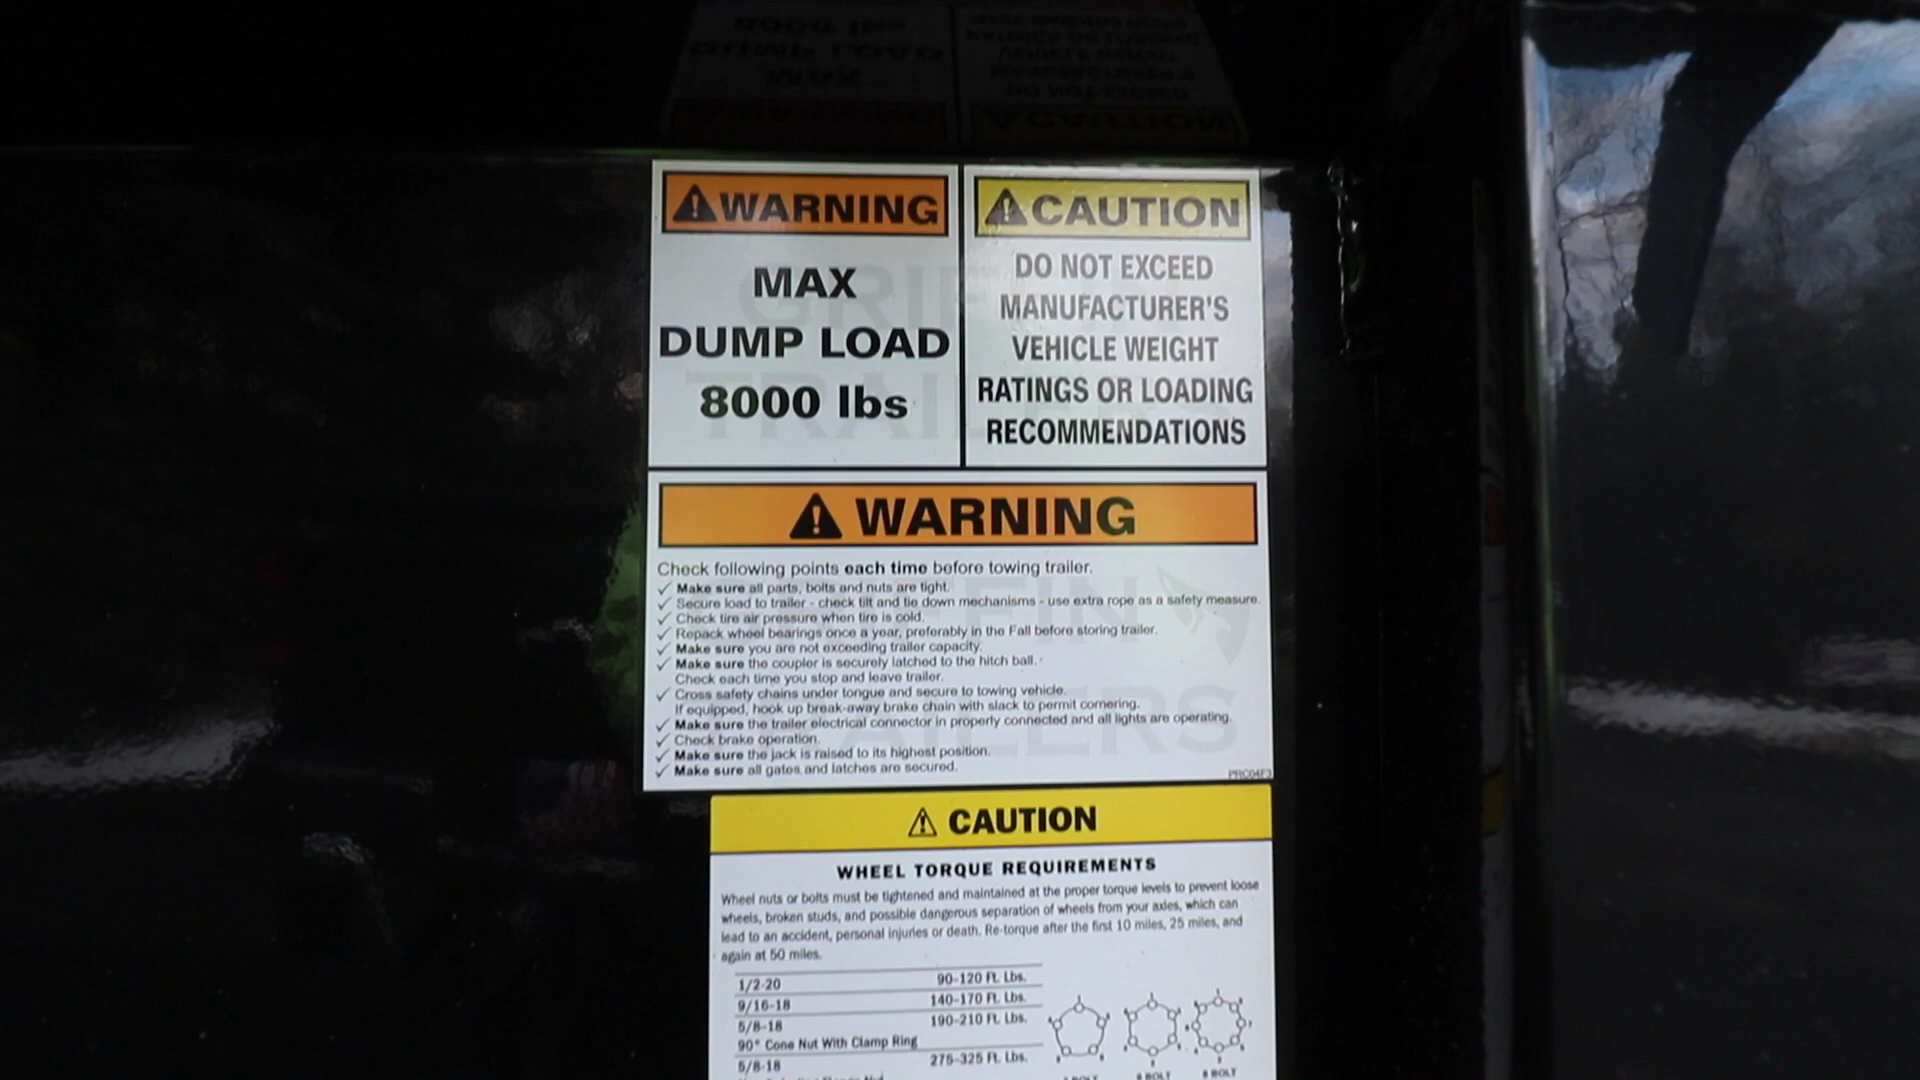 WARNING
MAX
DUMP LOAD
8000 lbs
CAUTION
DO NOT EXCEED
MANUFACTURER'S
VEHICLE WEIGHT
RATINGS OR LOADING
RECOMMENDATIONS
WARNING
Check following points each time before towing trailer.
✓ Make sure all parts, bolts and nuts are tight.
✓ Secure load to trailer - check tilt and tie down mechanisms - use extra rope as a safety measure.
✓ Check tire air pressure when tire is cold.
✓ Repack wheel bearings once a year, preferably in the Fall before storing trailer.
✓ Make sure you are not exceeding trailer capacity.
✓ Make sure the coupler is securely latched to the hitch ball.
Check each time you stop and leave trailer.
✓ Cross safety chains under tongue and secure to towing vehicle.
If equipped, hook up break-away brake chain with slack to permit cornering.
✓ Make sure the trailer electrical connector in properly connected and all lights are operating.
✓ Check brake operation.
✓ Make sure the jack is raised to its highest position.
✓ Make sure all gates and latches are secured.
PRC04F3
CAUTION
WHEEL TORQUE REQUIREMENTS
Wheel nuts or bolts must be tightened and maintained at the proper torque levels to prevent loose
wheels, broken studs, and possible dangerous separation of wheels from your axles, which can
lead to an accident, personal injuries or death. Re-torque after the first 10 miles, 25 miles, and
again at 50 miles.
1/2-20 90-120 Ft. Lbs.
9/16-18 140-170 Ft. Lbs.
5/8-18 190-210 Ft. Lbs.
90° Cone Nut With Clamp Ring
5/8-18 275-325 Ft. Lbs.
6 BOLT
8 BOLT
GRIFFIN
TRAILERS